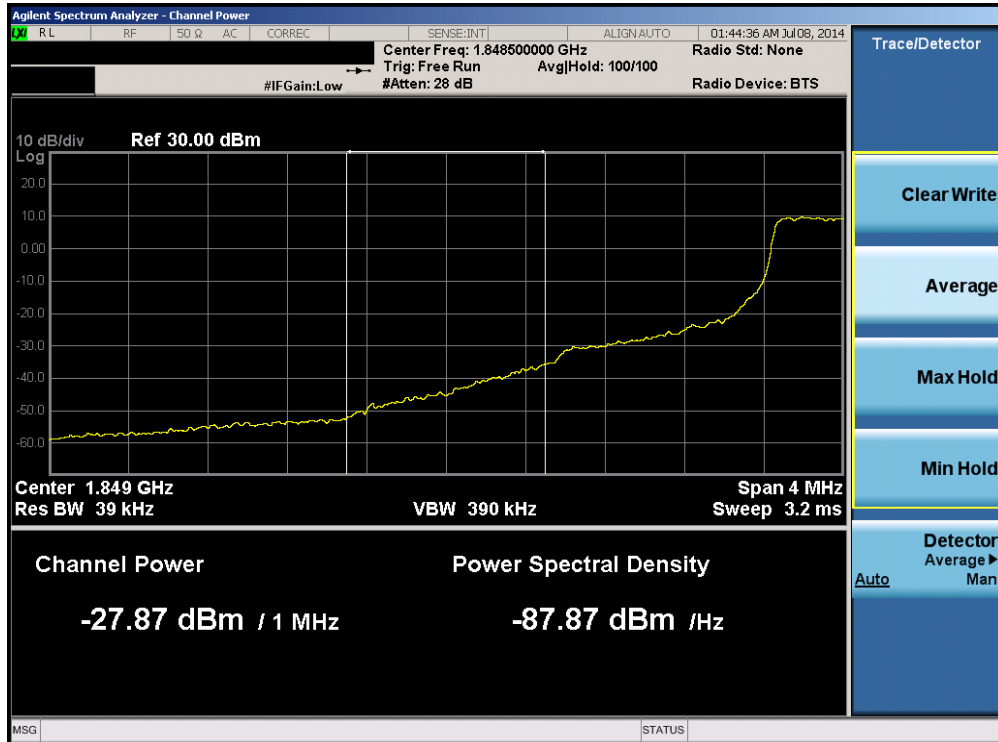 Agilent Spectrum Analyzer - Channel Power
LXI RL RF 50 Ω AC CORREC SENSE:INT ALIGN AUTO 01:44:36 AM Jul 08, 2014
Center Freq: 1.848500000 GHz Radio Std: None
Trig: Free Run Avg|Hold: 100/100
#IFGain:Low #Atten: 28 dB Radio Device: BTS
10 dB/div Ref 30.00 dBm
Log
20.0
10.0
0.00
-10.0
-20.0
-30.0
-40.0
-50.0
-60.0
Center 1.849 GHz Span 4 MHz
Res BW 39 kHz VBW 390 kHz Sweep 3.2 ms
Channel Power Power Spectral Density
-27.87 dBm / 1 MHz -87.87 dBm /Hz
MSG STATUS
Trace/Detector
Clear Write
Average
Max Hold
Min Hold
Detector
Average▶
Auto Man